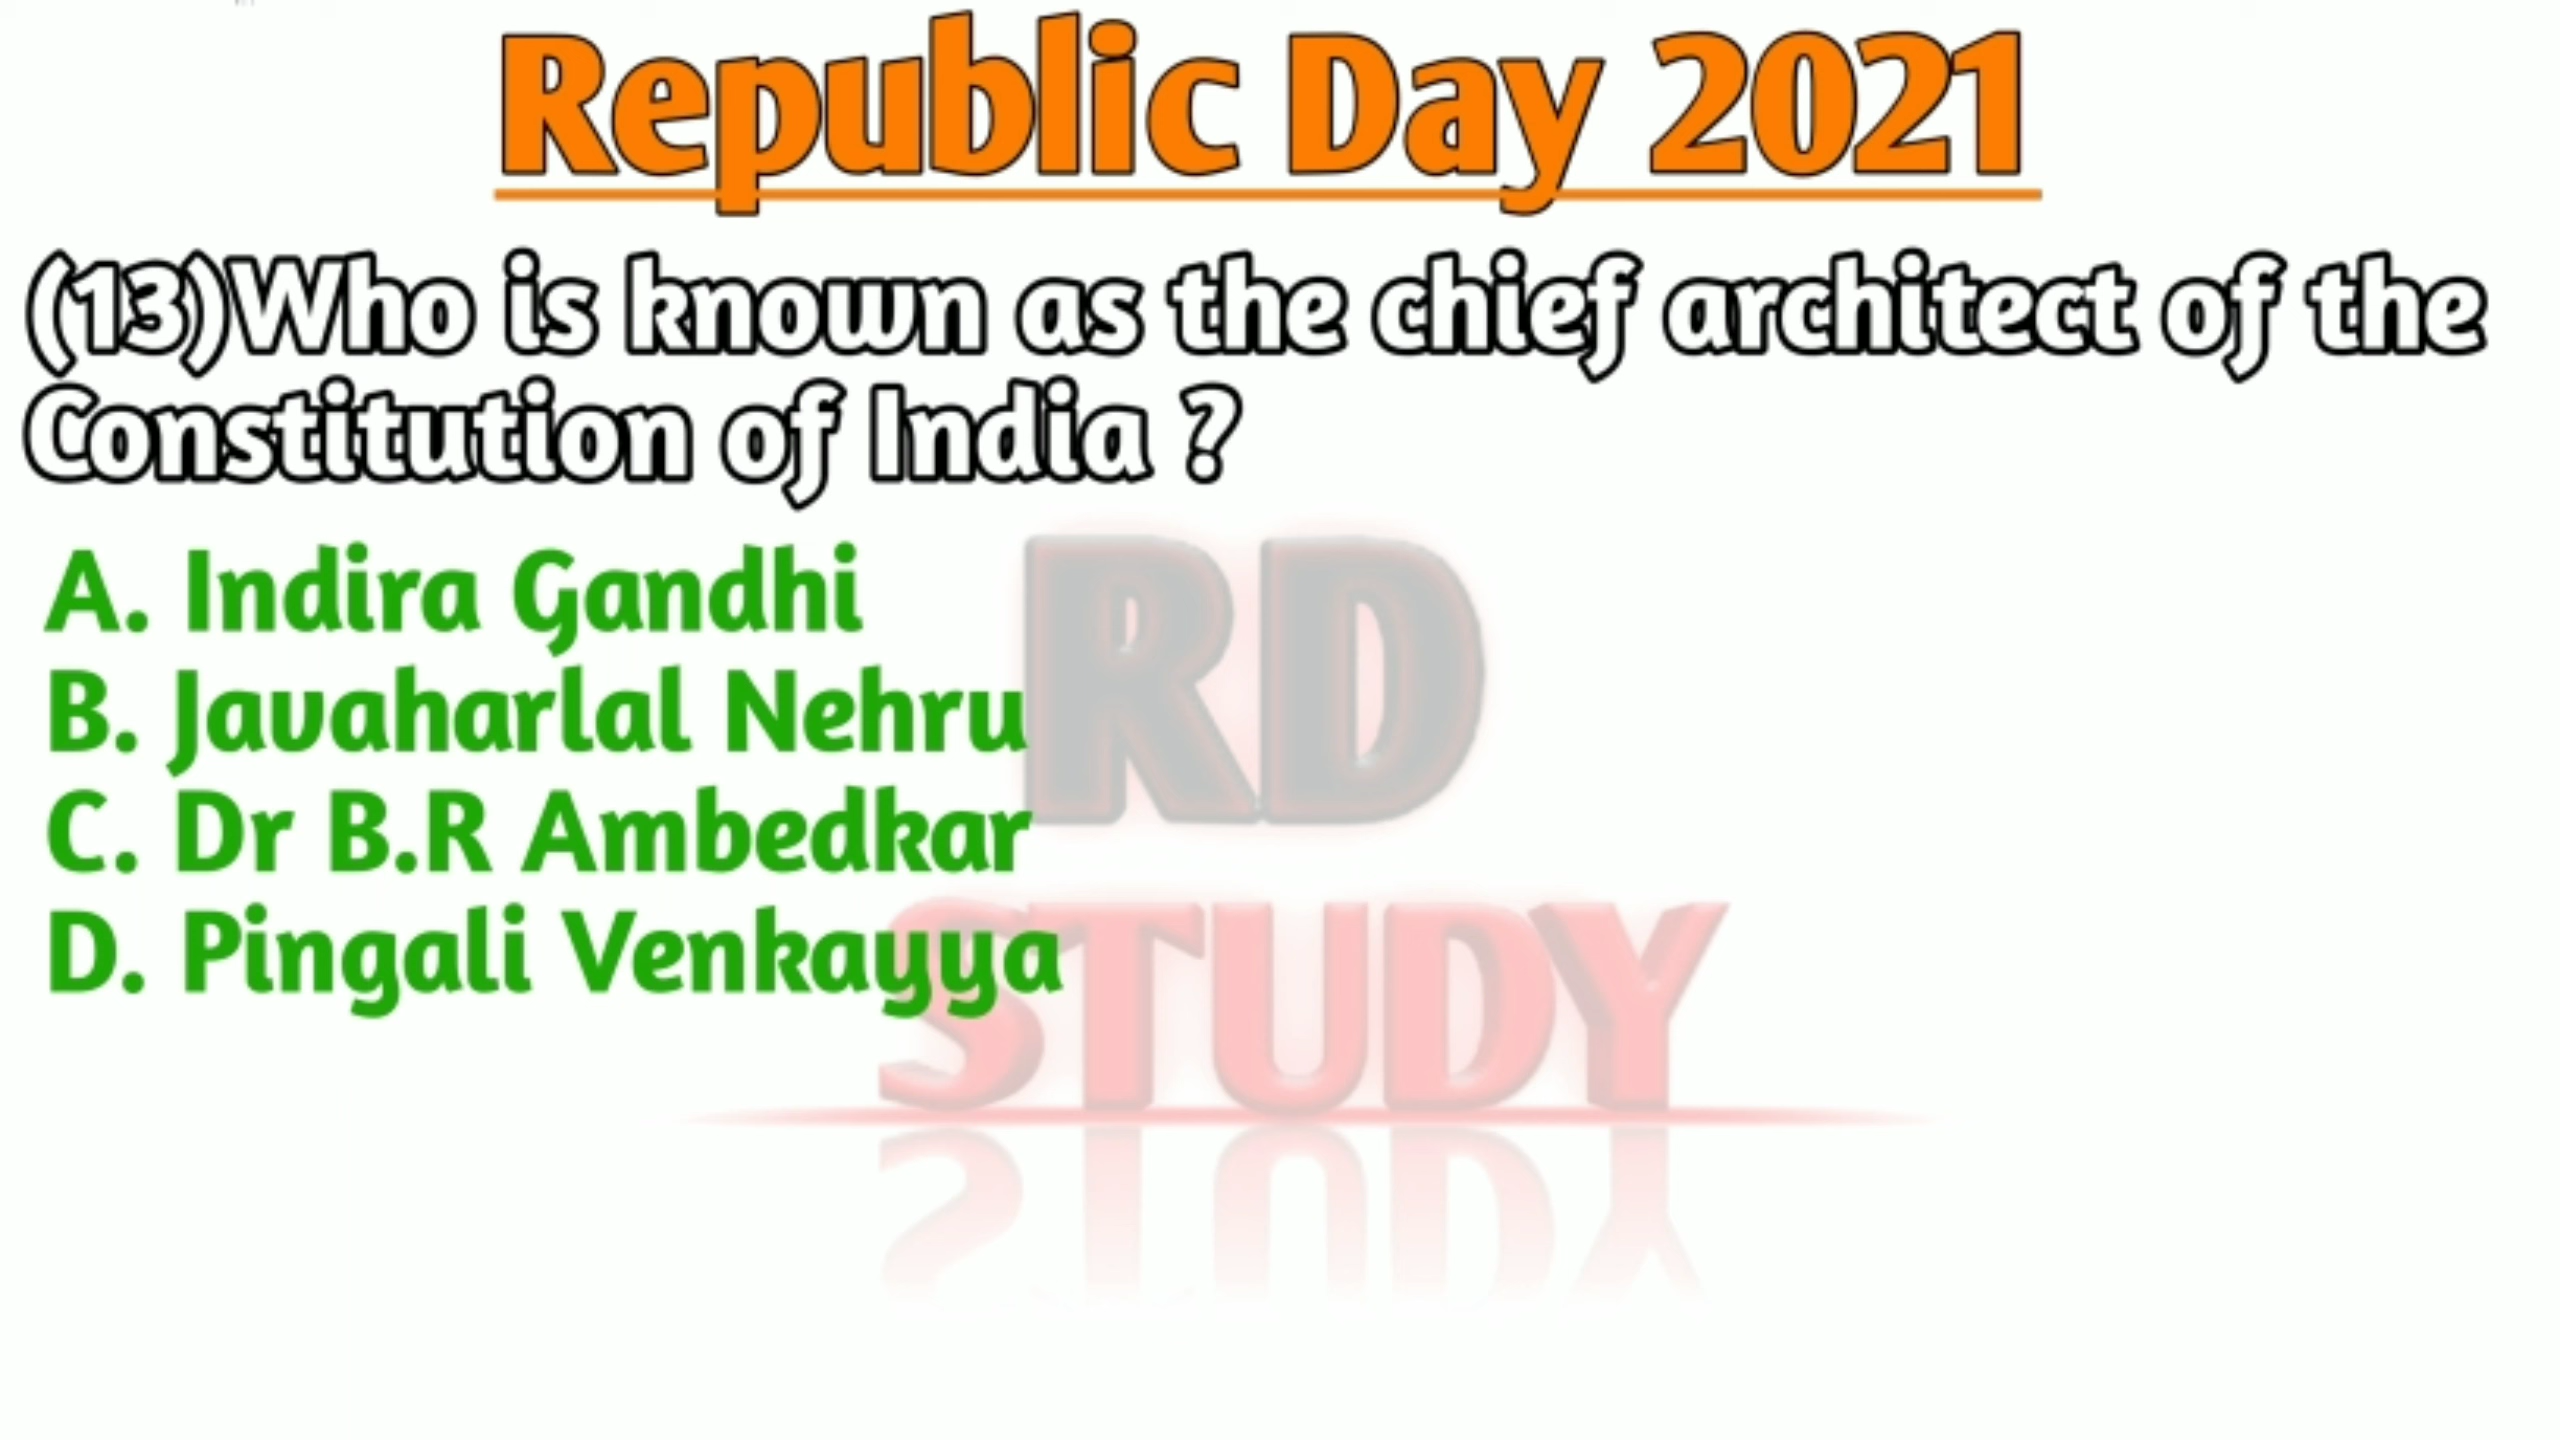 Republic Day 2021
(13)Who is known as the chief architect of the
Constitution of India ?
A. Indira Gandhi
B. Javaharlal Nehru
C. Dr B.R Ambedkar
D. Pingali Venkayya
RD
STUDY